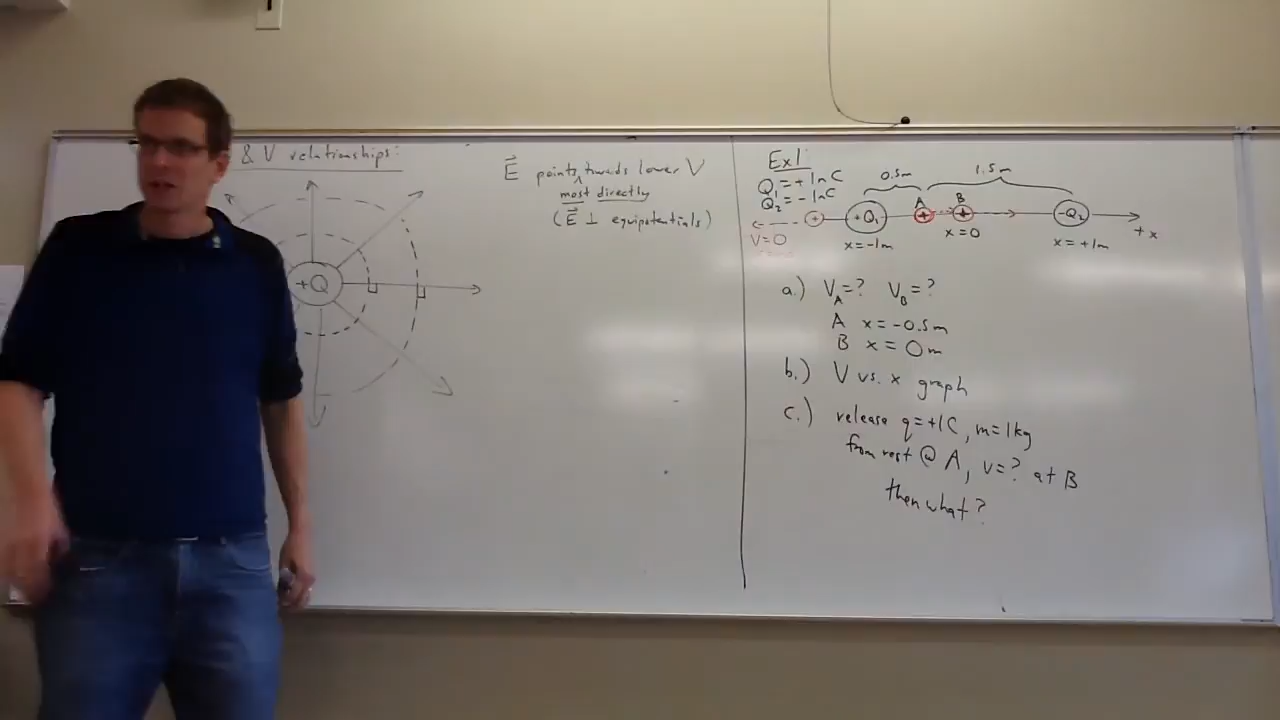 & V relationships:
+Q
E⃗ points towards lower V
most directly
(E⃗ ⊥ equipotentials)
Ex1:
Q₁ = +1nC
Q₂ = -1nC
0.5m
1.5m
A
B
+
+Q₁
+
+
-Q₂
+x
V=0
x=-1m
x=0
x=+1m
a.) V_A=? V_B=?
A x=-0.5m
B x= 0m
b.) V vs. x graph
c.) release q=+1C, m=1kg
from rest @ A, v=? at B
then what?